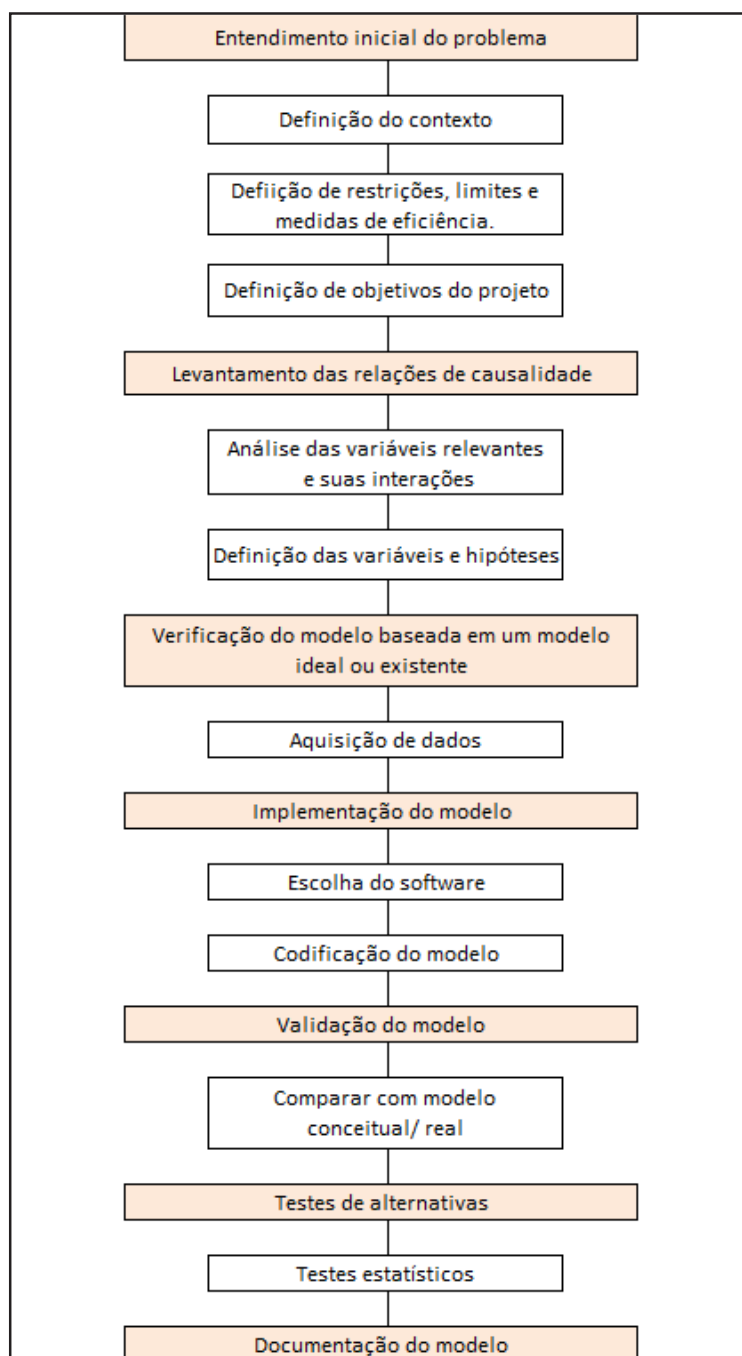 Entendimento inicial do problema
Definição do contexto
Defiição de restrições, limites e
medidas de eficiência.
Definição de objetivos do projeto
Levantamento das relações de causalidade
Análise das variáveis relevantes
e suas interações
Definição das variáveis e hipóteses
Verificação do modelo baseada em um modelo
ideal ou existente
Aquisição de dados
Implementação do modelo
Escolha do software
Codificação do modelo
Validação do modelo
Comparar com modelo
conceitual/ real
Testes de alternativas
Testes estatísticos
Documentação do modelo